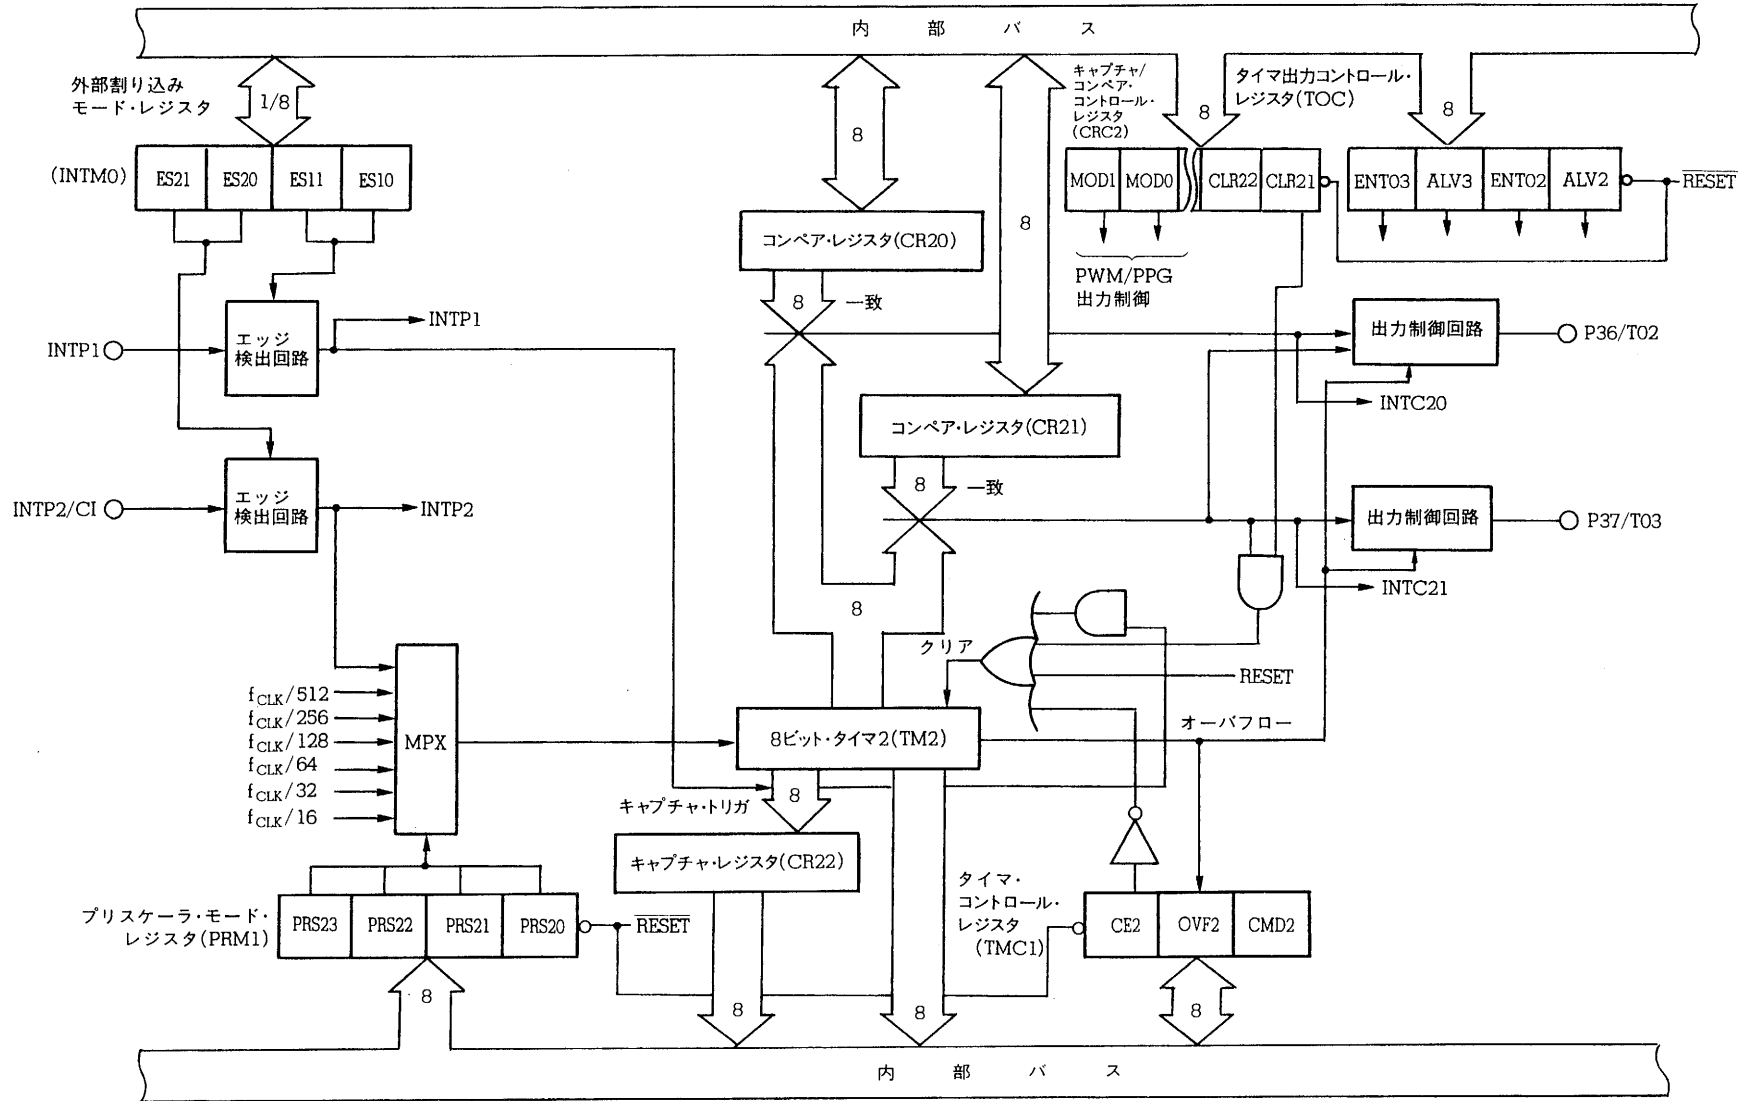 内部バス
外部割り込み
モード・レジスタ
(INTM0)
1/8
ES21 ES20 ES11 ES10
8
8
キャプチャ/
コンペア・
コントロール・
レジスタ
(CRC2)
8
タイマ出力コントロール・
レジスタ(TOC)
8
MOD1 MOD0 CLR22 CLR21
ENTO3 ALV3 ENTO2 ALV2
RESET
PWM/PPG
出力制御
コンペア・レジスタ(CR20)
8 一致
INTP1
エッジ
検出回路
INTP1
出力制御回路
P36/TO2
INTC20
コンペア・レジスタ(CR21)
8 一致
INTP2/CI
エッジ
検出回路
INTP2
出力制御回路
P37/TO3
INTC21
8
クリア
RESET
オーバフロー
fCLK/512
fCLK/256
fCLK/128
fCLK/64
fCLK/32
fCLK/16
MPX
8ビット・タイマ2(TM2)
キャプチャ・トリガ
8
キャプチャ・レジスタ(CR22)
プリスケーラ・モード・
レジスタ(PRM1)
PRS23 PRS22 PRS21 PRS20
RESET
タイマ・
コントロール・
レジスタ
(TMC1)
CE2 OVF2 CMD2
8
8
8
8
内部バス